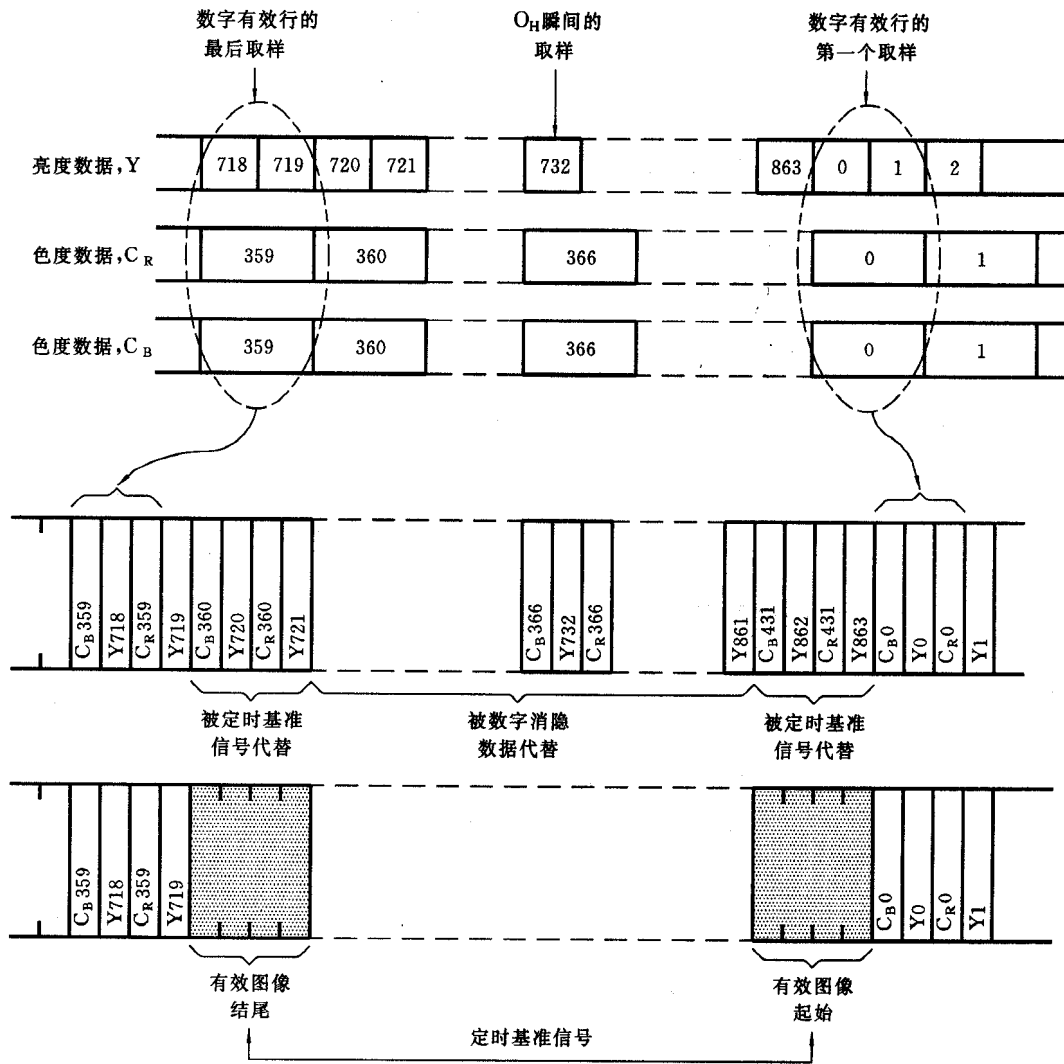 数字有效行的
最后取样
O_H瞬间的
取样
数字有效行的
第一个取样
亮度数据,Y
718 719 720 721
732
863 0 1 2
色度数据,C_R
359 360
366
0 1
色度数据,C_B
359 360
366
0 1
C_B359 Y718 C_R359 Y719 C_B360 Y720 C_R360 Y721
C_B366 Y732 C_R366
Y861 C_B431 Y862 C_R431 Y863 C_B0 Y0 C_R0 Y1
被定时基准
信号代替
被数字消隐
数据代替
被定时基准
信号代替
C_B359 Y718 C_R359 Y719
C_B0 Y0 C_R0 Y1
有效图像
结尾
有效图像
起始
定时基准信号